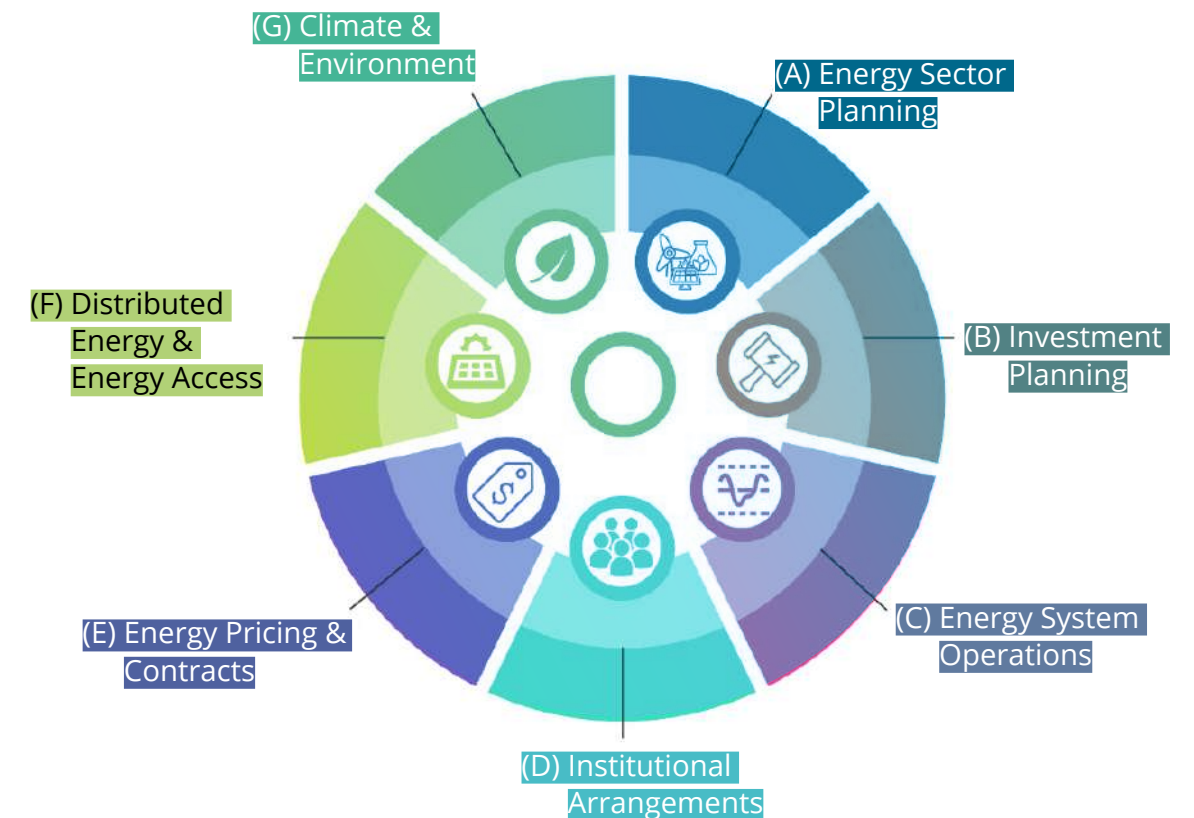 (G) Climate &
Environment
(A) Energy Sector
Planning
(F) Distributed
Energy &
Energy Access
(B) Investment
Planning
(E) Energy Pricing &
Contracts
(C) Energy System
Operations
(D) Institutional
Arrangements